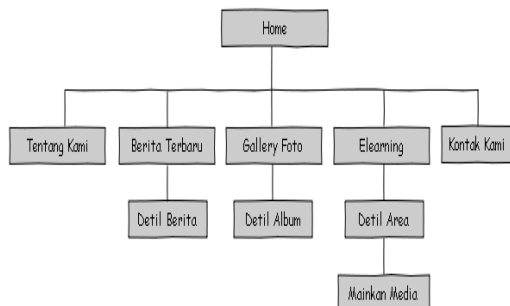 Home
Tentang Kami
Berita Terbaru
Gallery Foto
Elearning
Kontak Kami
Detil Berita
Detil Album
Detil Area
Mainkan Media